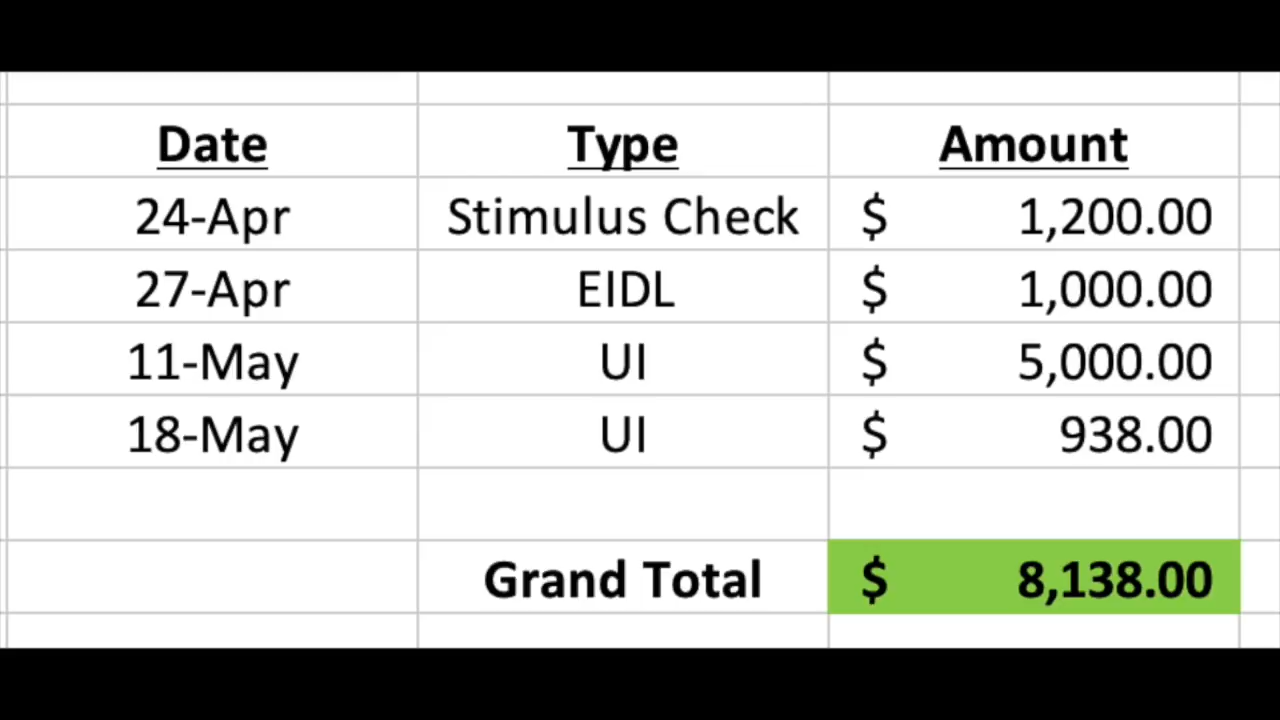 Date Type Amount
24-Apr Stimulus Check $ 1,200.00
27-Apr EIDL $ 1,000.00
11-May UI $ 5,000.00
18-May UI $ 938.00
Grand Total $ 8,138.00